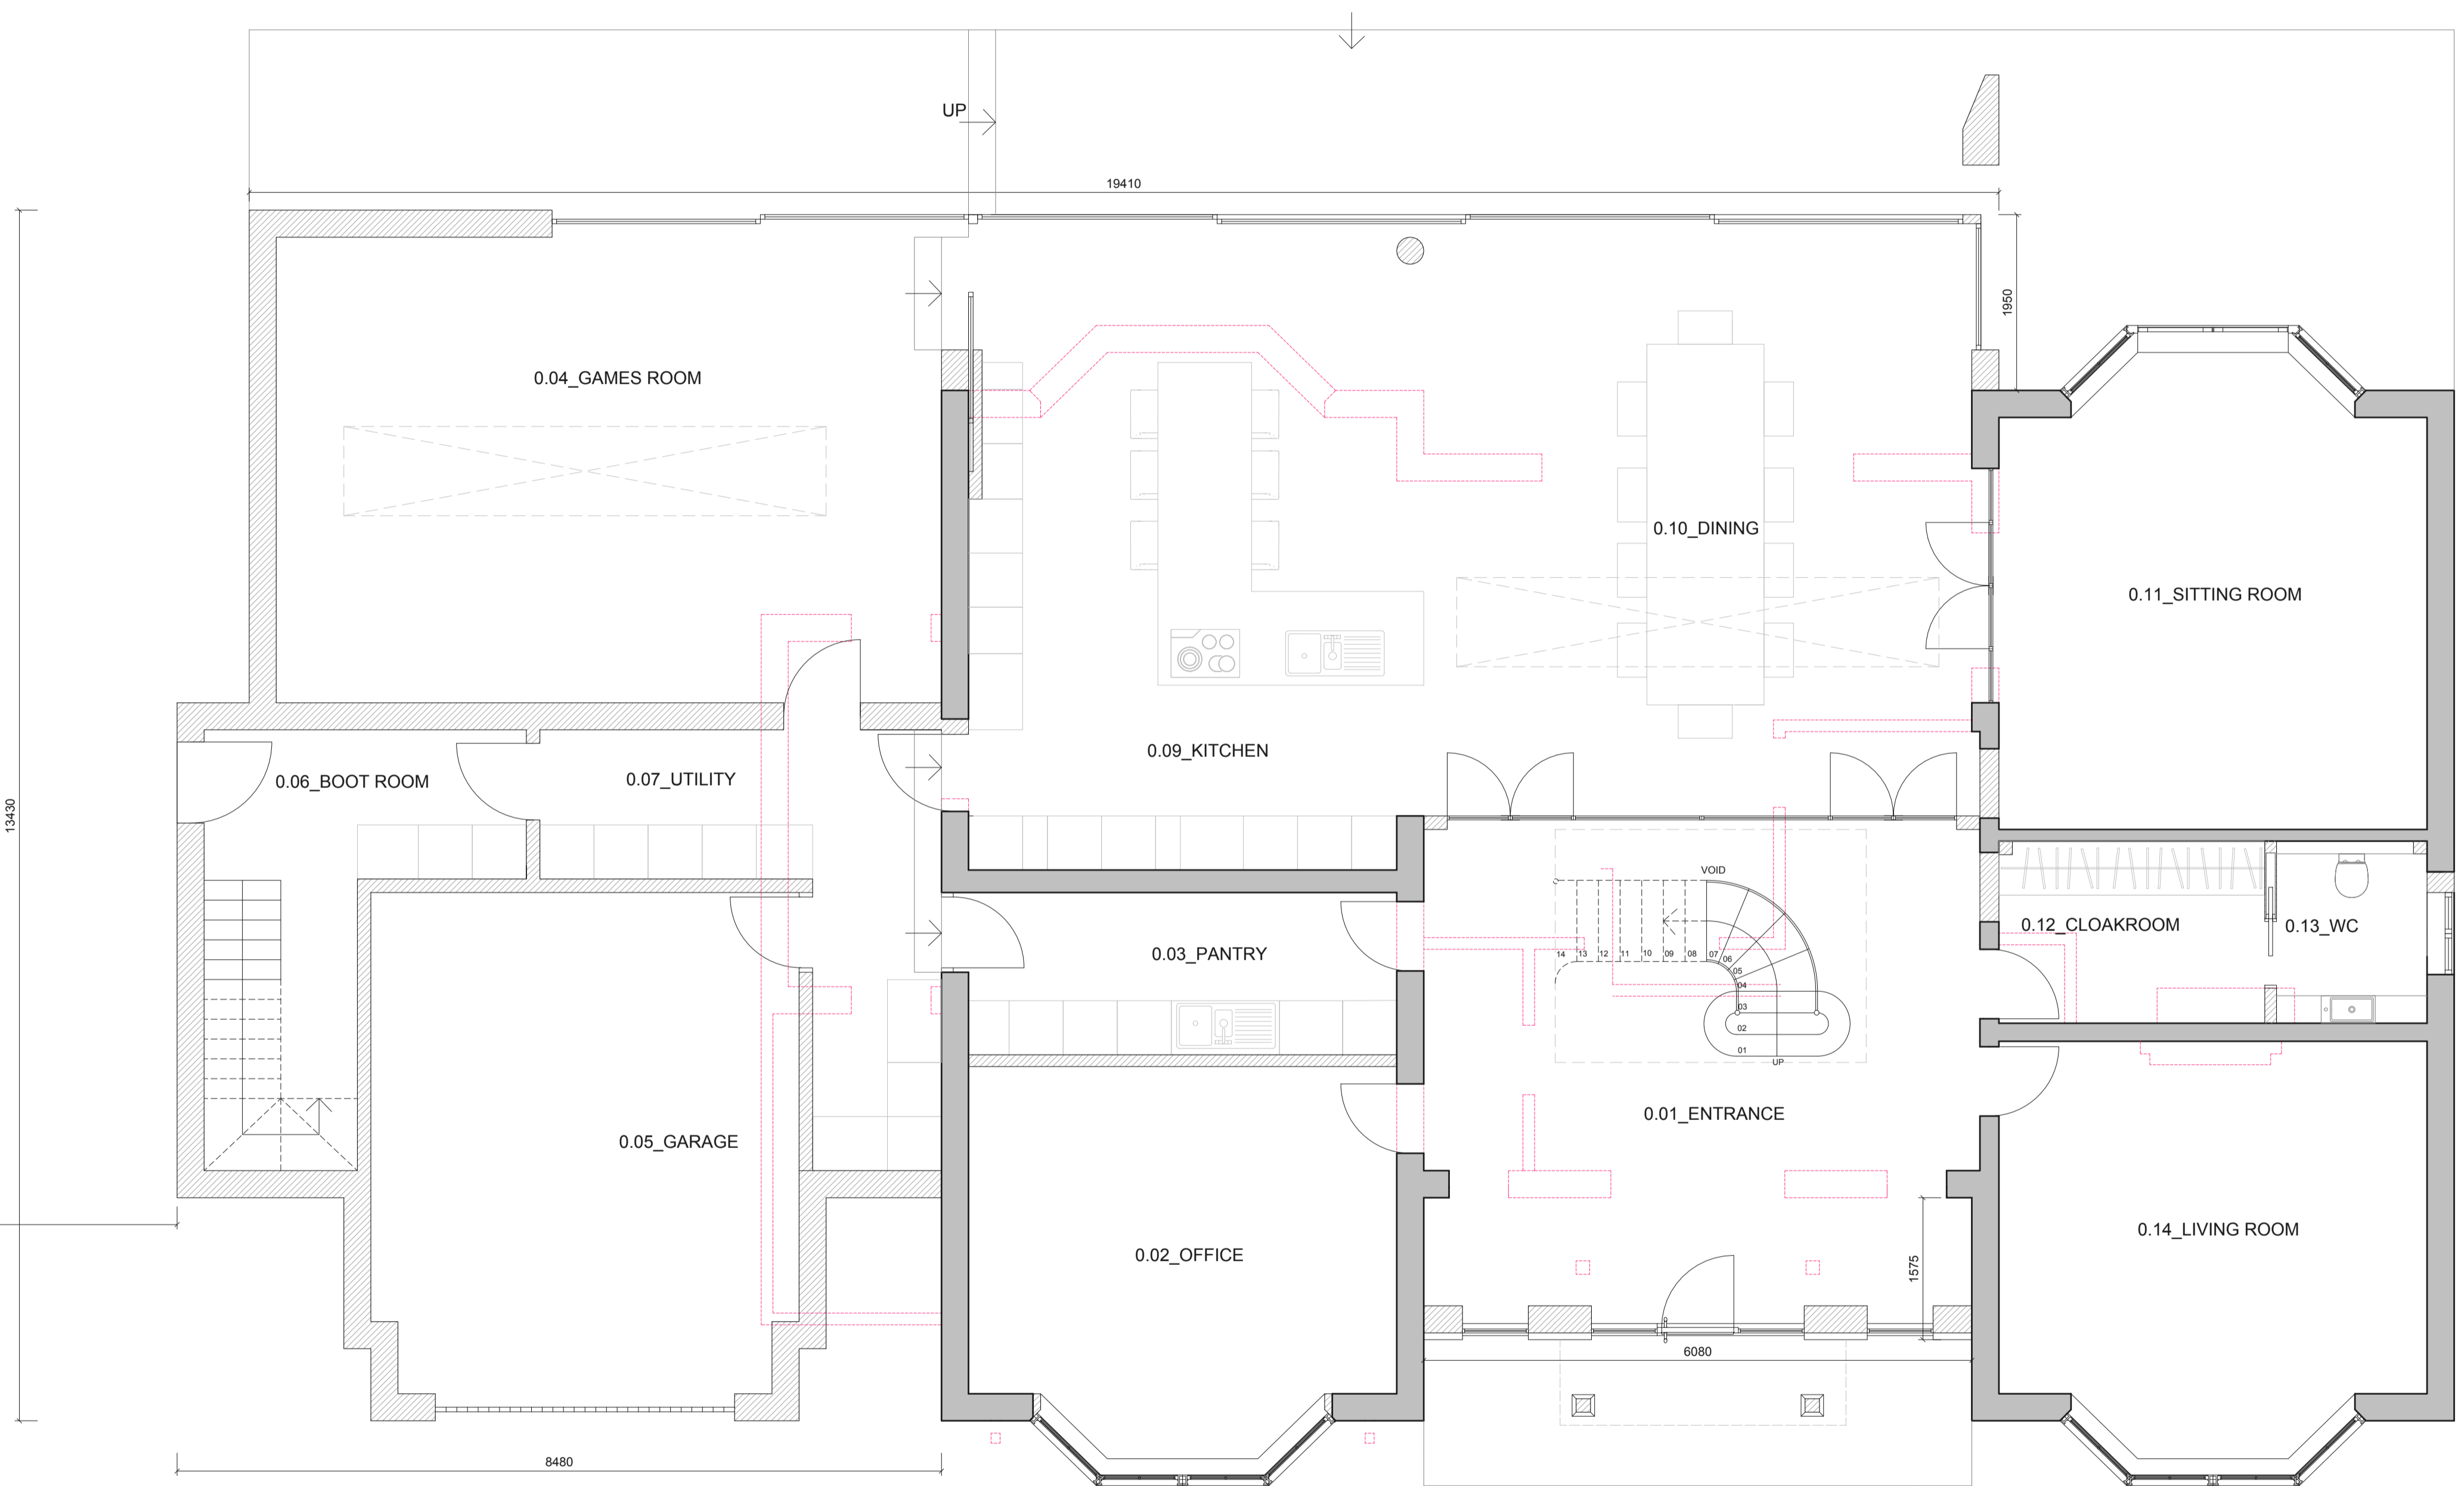 UP
19410
1950
0.04_GAMES ROOM
0.10_DINING
0.11_SITTING ROOM
0.09_KITCHEN
0.06_BOOT ROOM
0.07_UTILITY
13430
VOID
0.12_CLOAKROOM
0.13_WC
0.03_PANTRY
14 13 12 11 10 09 08 07 06
05
04
03
02
01
UP
0.01_ENTRANCE
0.05_GARAGE
0.14_LIVING ROOM
0.02_OFFICE
1575
6080
8480